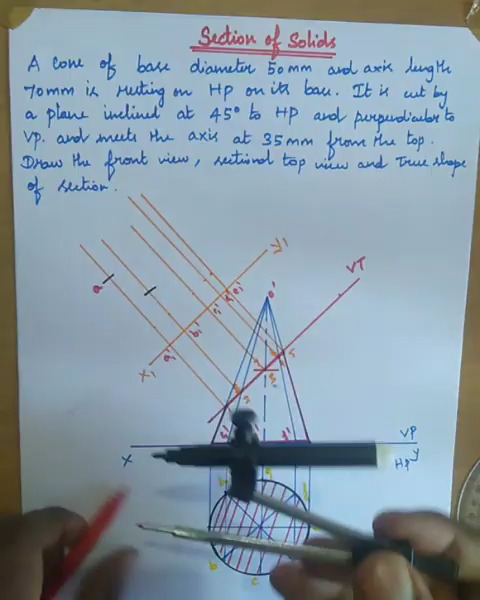 Section of Solids
A Cone of base diameter 50mm and axis length
70mm is resting on HP on its base. It is cut by
a plane inclined at 45° to HP and perpendicular to
VP. and meets the axis at 35mm from the top.
Draw the front view, sectional top view and True shape
of section.
Y1
VT
a
o'
X1
VP
X
HP
y
b
c